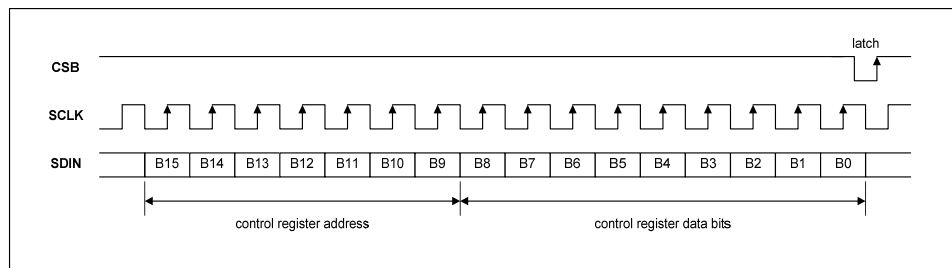 latch
CSB
SCLK
SDIN B15 B14 B13 B12 B11 B10 B9 B8 B7 B6 B5 B4 B3 B2 B1 B0
control register address control register data bits